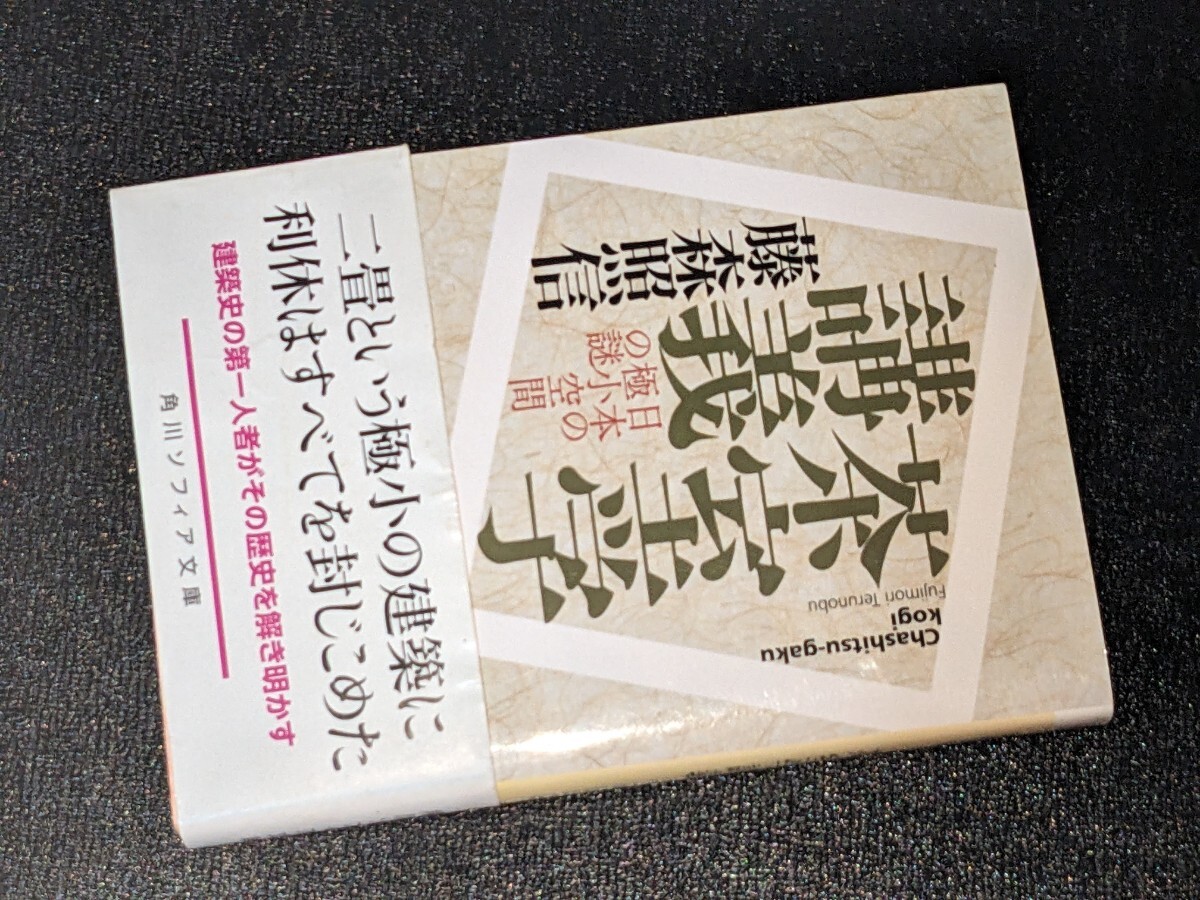 茶室学
講義
日本の
極小空間
の謎
藤森照信
Chashitsu-gaku
kogi
Fujimori Terunobu
二畳という極小の建築に
利休はすべてを封じこめた
建築史の第一人者がその歴史を解き明かす
角川ソフィア文庫